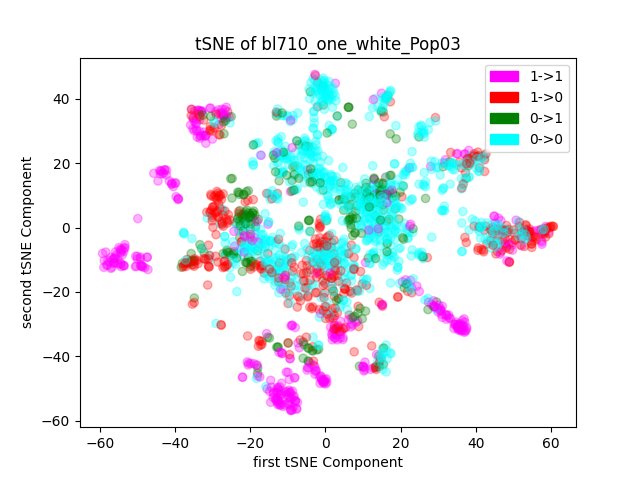 tSNE of bl710_one_white_Pop03
1->1
1->0
0->1
0->0
second tSNE Component
40
20
0
−20
−40
−60
−60 −40 −20 0 20 40 60
first tSNE Component